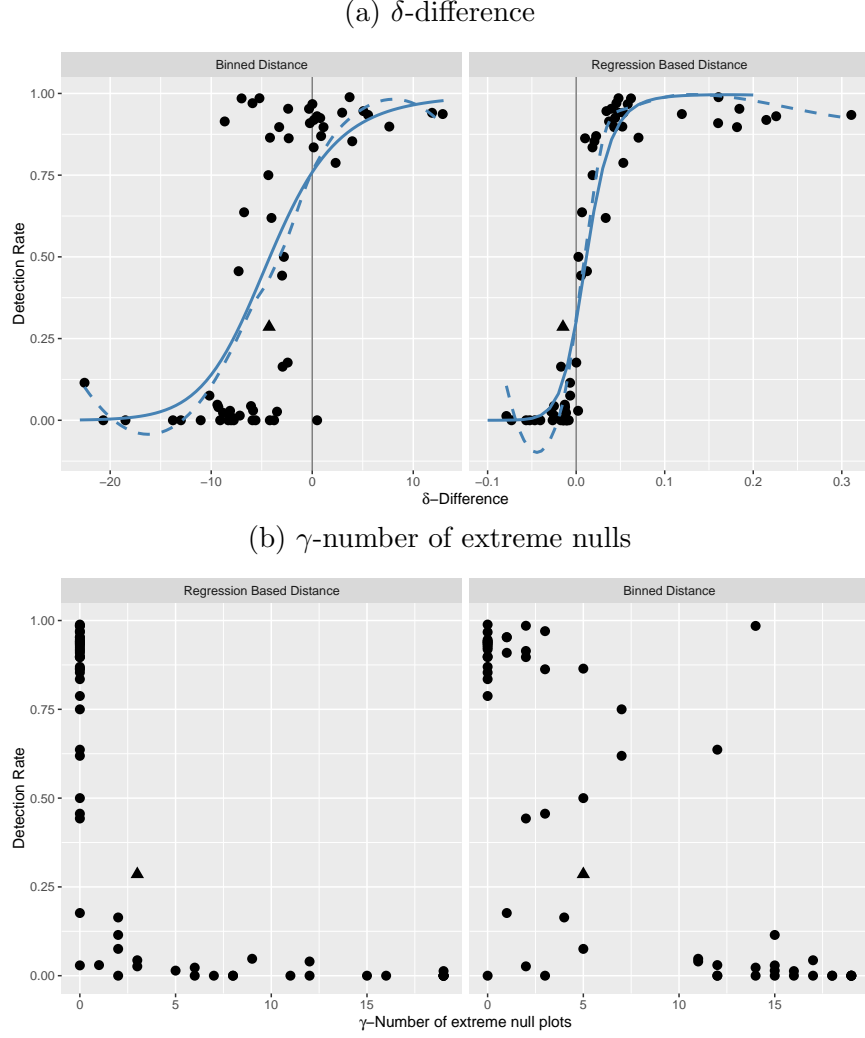 (a) δ-difference
Binned Distance
Regression Based Distance
Detection Rate
1.00
0.75
0.50
0.25
0.00
−20
−10
0
10
−0.1
0.0
0.1
0.2
0.3
δ−Difference
(b) γ-number of extreme nulls
Regression Based Distance
Binned Distance
Detection Rate
1.00
0.75
0.50
0.25
0.00
0
5
10
15
0
5
10
15
γ−Number of extreme null plots